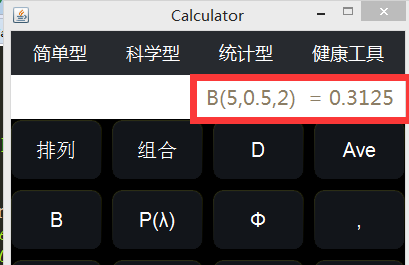 Calculator
简单型 科学型 统计型 健康工具
B(5,0.5,2) = 0.3125
排列 组合 D Ave
B P(λ) Φ ,